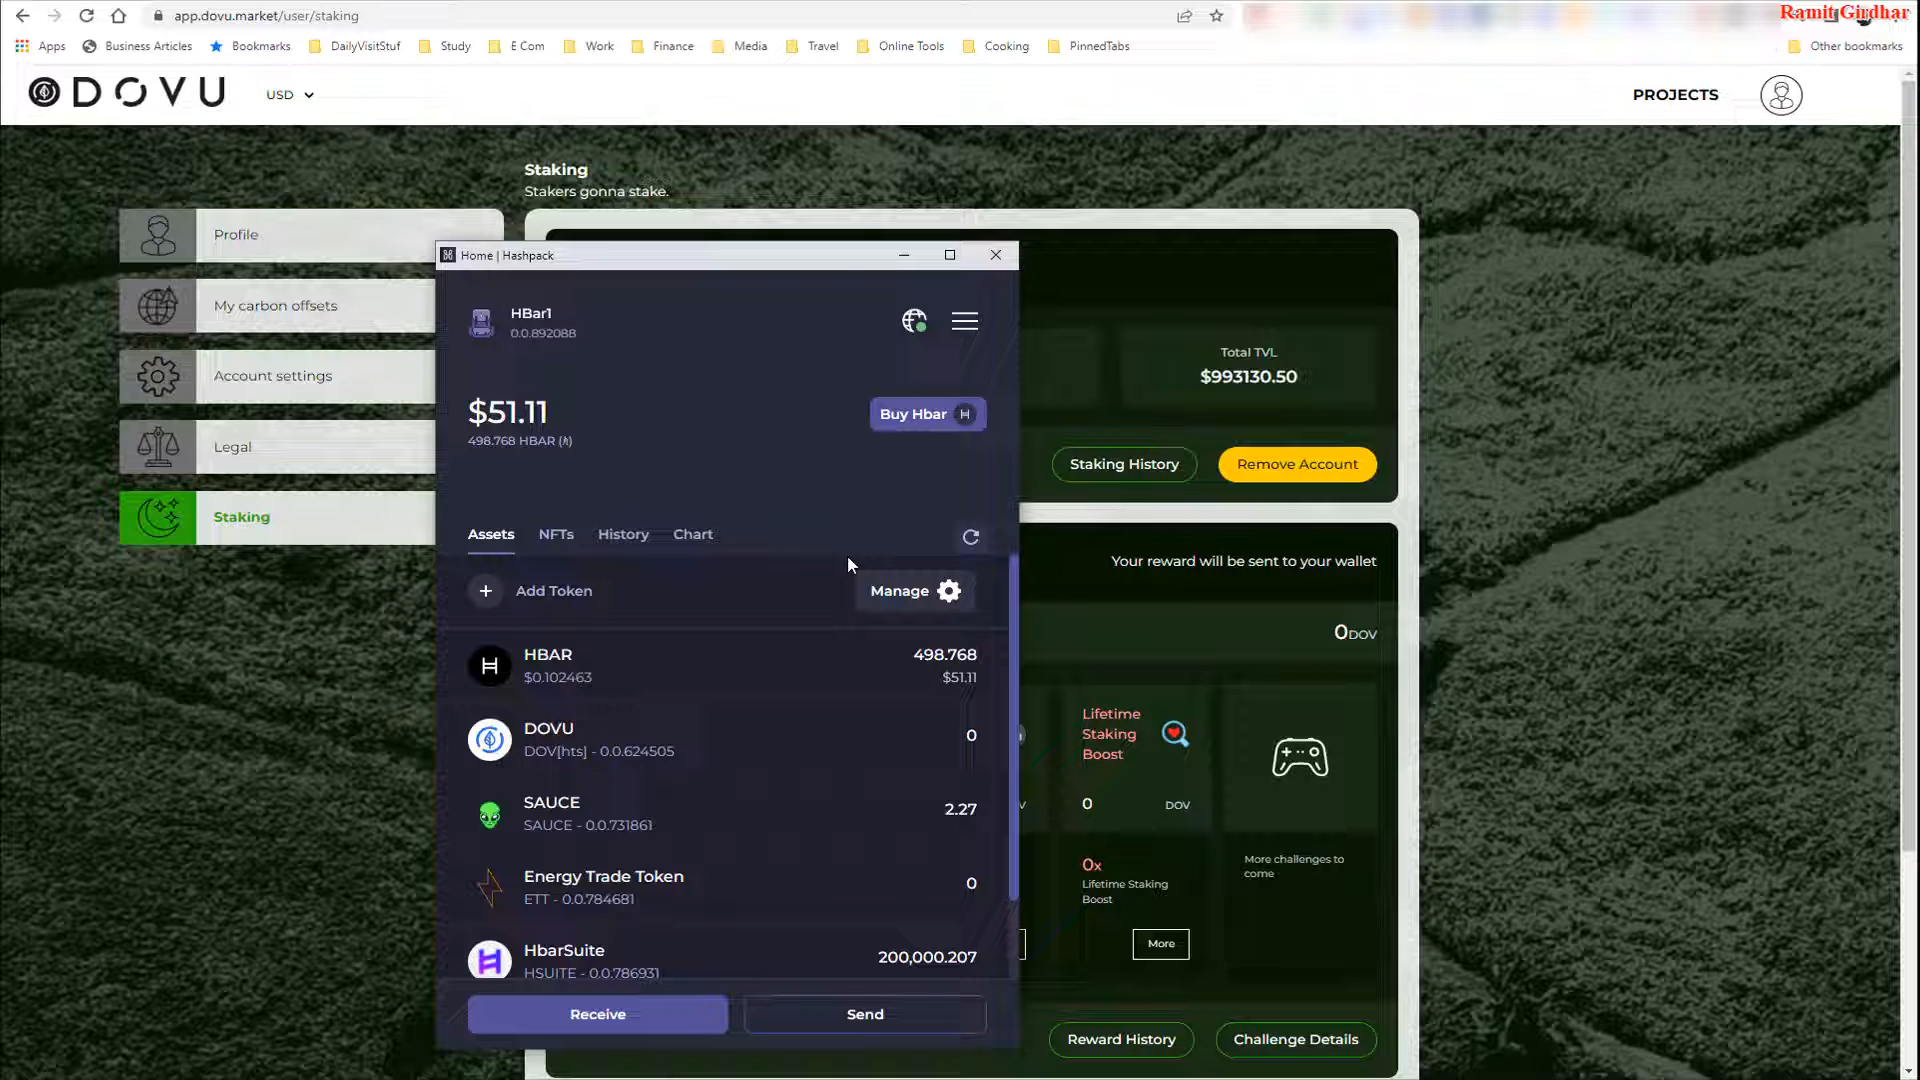 app.dovu.market/user/staking
Ramit Girdhar
Apps
Business Articles
Bookmarks
DailyVisitStuf
Study
E Com
Work
Finance
Media
Travel
Online Tools
Cooking
PinnedTabs
Other bookmarks
DOVU
USD
PROJECTS
Staking
Stakers gonna stake.
Profile
My carbon offsets
Account settings
Legal
Staking
Home | Hashpack
HBar1
0.0.892088
$51.11
498.768 HBAR (ℏ)
Buy Hbar
Assets
NFTs
History
Chart
Add Token
Manage
HBAR
498.768
$0.102463
$51.11
DOVU
DOV[hts] - 0.0.624505
0
SAUCE
SAUCE - 0.0.731861
2.27
Energy Trade Token
ETT - 0.0.784681
0
HbarSuite
HSUITE - 0.0.786931
200,000.207
Receive
Send
Total TVL
$993130.50
Staking History
Remove Account
Your reward will be sent to your wallet
0DOV
Lifetime
Staking
Boost
0
DOV
0x
Lifetime Staking
Boost
More
More challenges to
come
Reward History
Challenge Details